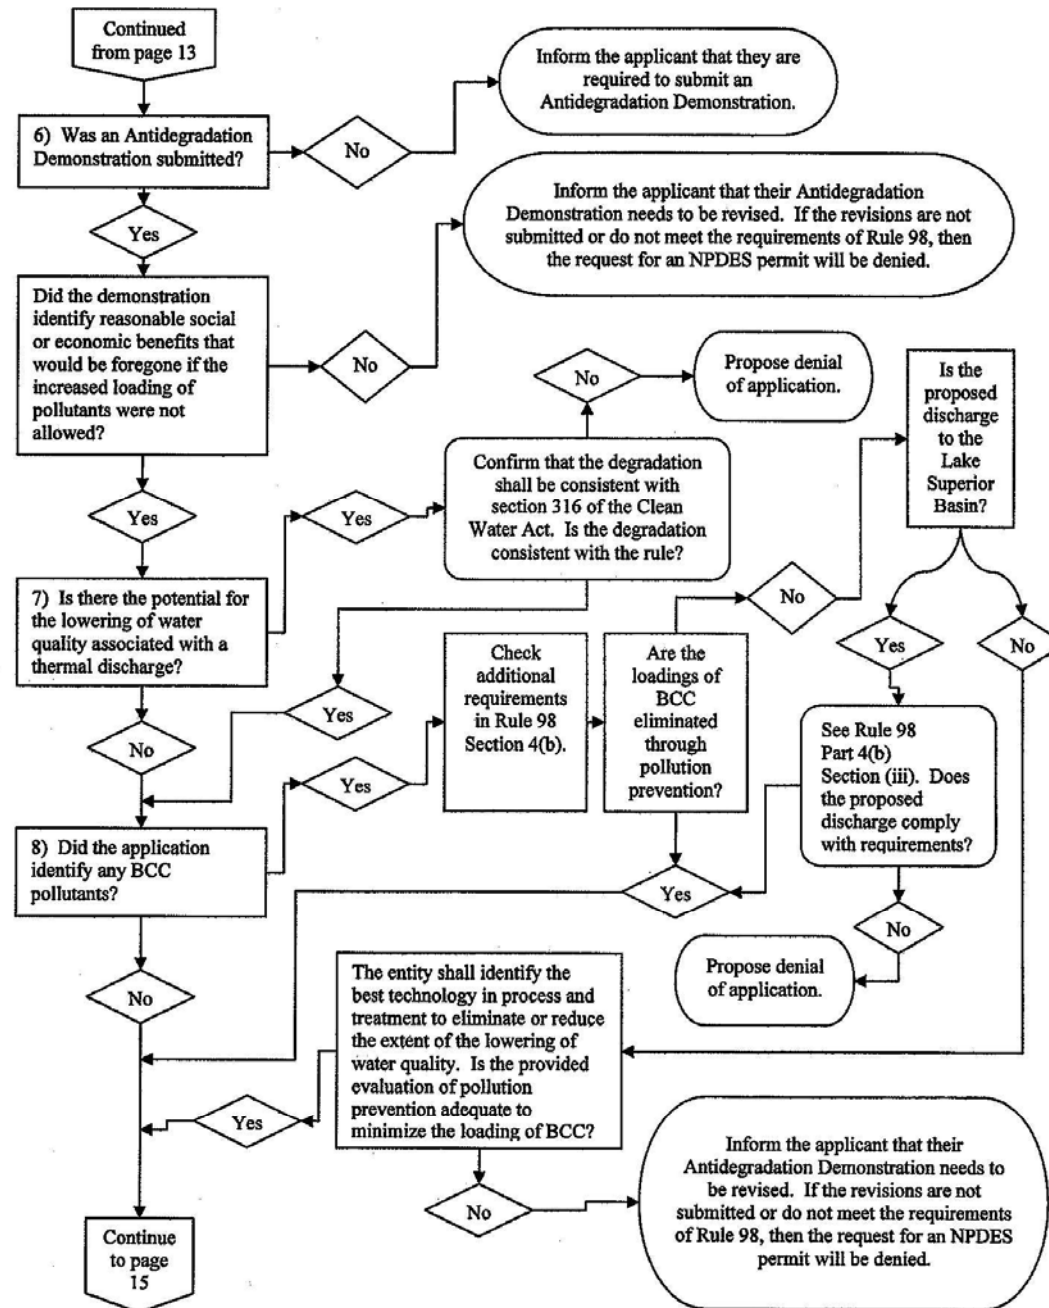 Continued
from page 13
Inform the applicant that they are
required to submit an
Antidegradation Demonstration.
6) Was an Antidegradation
Demonstration submitted?
No
Yes
Inform the applicant that their Antidegradation
Demonstration needs to be revised. If the revisions are not
submitted or do not meet the requirements of Rule 98, then
the request for an NPDES permit will be denied.
Did the demonstration
identify reasonable social
or economic benefits that
would be foregone if the
increased loading of
pollutants were not
allowed?
No
No
Propose denial
of application.
Is the
proposed
discharge
to the
Lake
Superior
Basin?
Yes
Yes
Confirm that the degradation
shall be consistent with
section 316 of the Clean
Water Act. Is the degradation
consistent with the rule?
7) Is there the potential for
the lowering of water
quality associated with a
thermal discharge?
No
Yes
No
No
Yes
Check
additional
requirements
in Rule 98
Section 4(b).
Are the
loadings of
BCC
eliminated
through
pollution
prevention?
See Rule 98
Part 4(b)
Section (iii). Does
the proposed
discharge comply
with requirements?
Yes
8) Did the application
identify any BCC
pollutants?
Yes
No
No
Propose denial
of application.
The entity shall identify the
best technology in process and
treatment to eliminate or reduce
the extent of the lowering of
water quality. Is the provided
evaluation of pollution
prevention adequate to
minimize the loading of BCC?
Yes
No
Inform the applicant that their
Antidegradation Demonstration needs to
be revised. If the revisions are not
submitted or do not meet the requirements
of Rule 98, then the request for an NPDES
permit will be denied.
Continue
to page
15